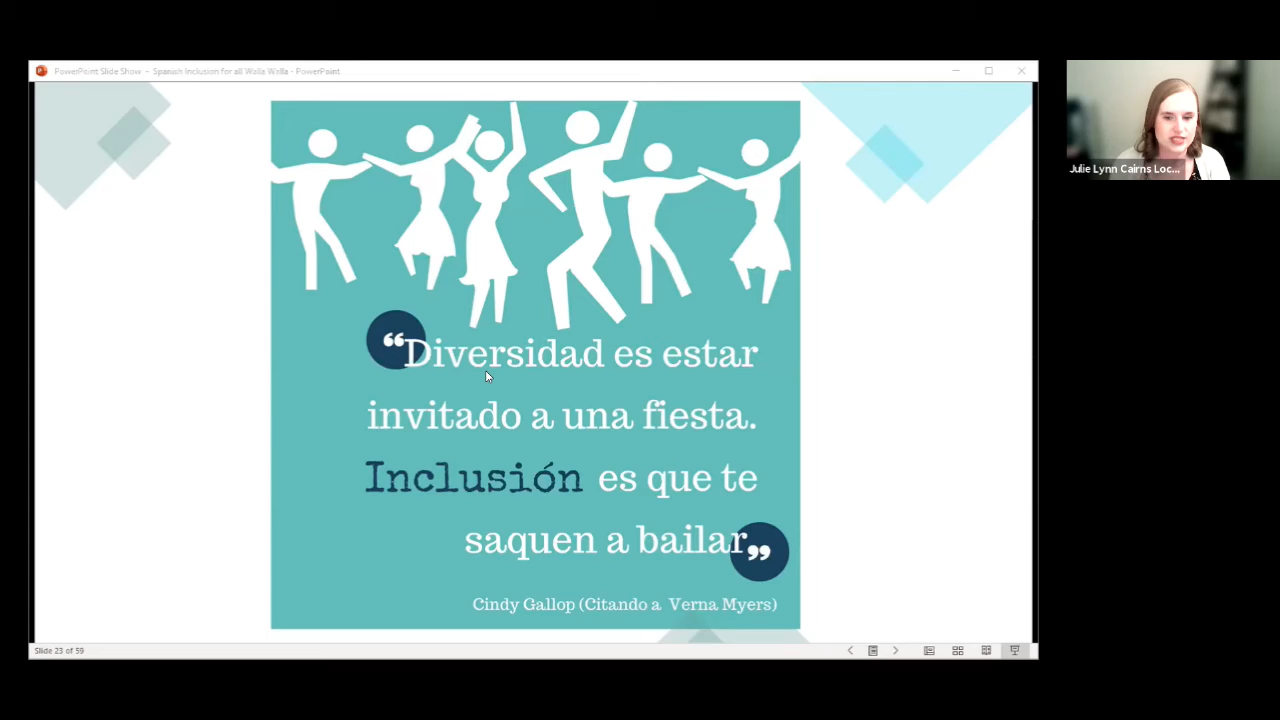 PowerPoint Slide Show - Spanish Inclusion for all Walla Walla - PowerPoint
Julie Lynn Cairns Loc...
“Diversidad es estar
invitado a una fiesta.
Inclusión es que te
saquen a bailar”
Cindy Gallop (Citando a Verna Myers)
Slide 23 of 59